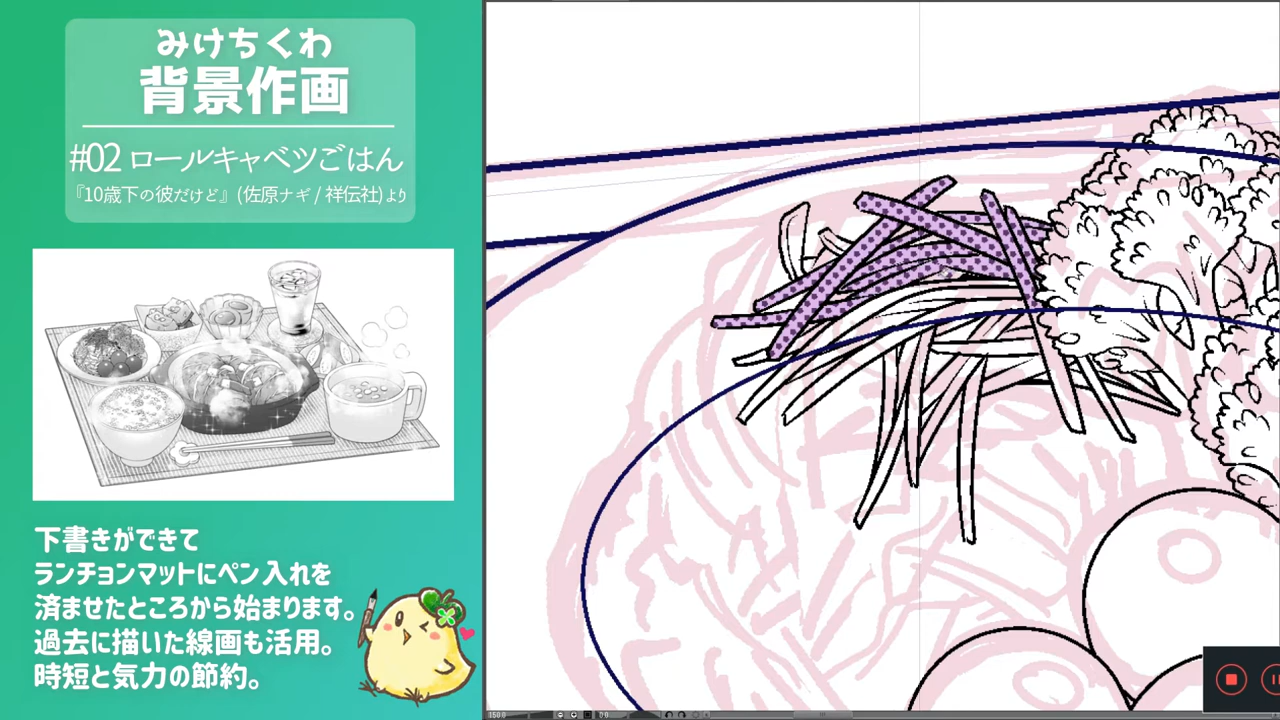 みけちくわ
背景作画
#02 ロールキャベツごはん
『10歳下の彼だけど』(佐原ナギ / 祥伝社)より
下書きができて
ランチョンマットにペン入れを
済ませたところから始まります。
過去に描いた線画も活用。
時短と気力の節約。
150.0
0.0